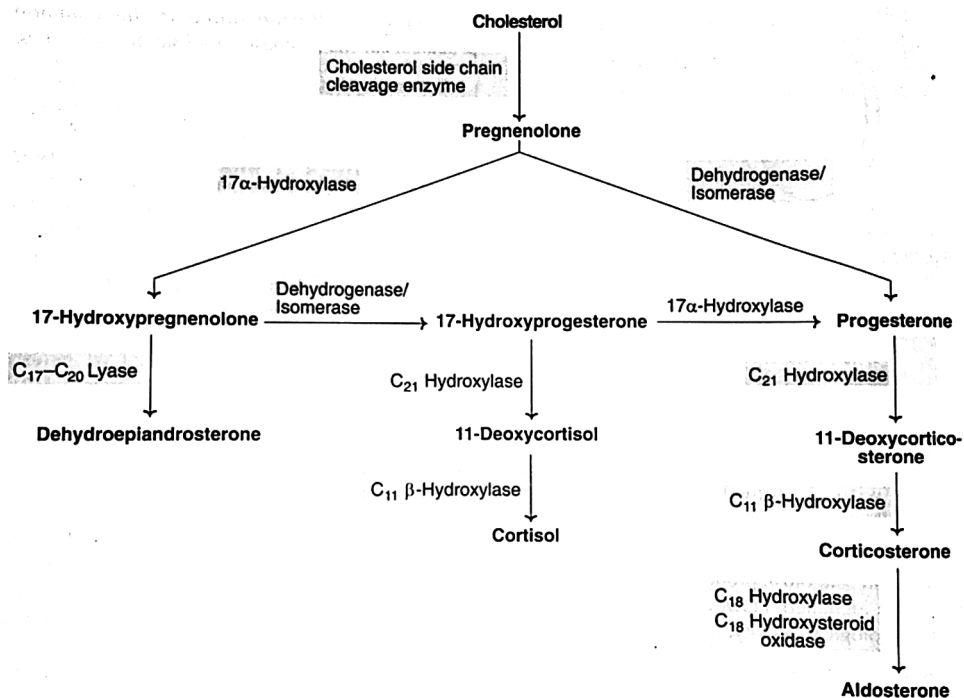 Cholesterol
Cholesterol side chain
cleavage enzyme
Pregnenolone
17α-Hydroxylase
Dehydrogenase/
Isomerase
Dehydrogenase/
Isomerase
17α-Hydroxylase
17-Hydroxypregnenolone
17-Hydroxyprogesterone
Progesterone
C₁₇–C₂₀ Lyase
C₂₁ Hydroxylase
C₂₁ Hydroxylase
Dehydroepiandrosterone
11-Deoxycortisol
11-Deoxycortico-
sterone
C₁₁ β-Hydroxylase
C₁₁ β-Hydroxylase
Cortisol
Corticosterone
C₁₈ Hydroxylase
C₁₈ Hydroxysteroid
oxidase
Aldosterone